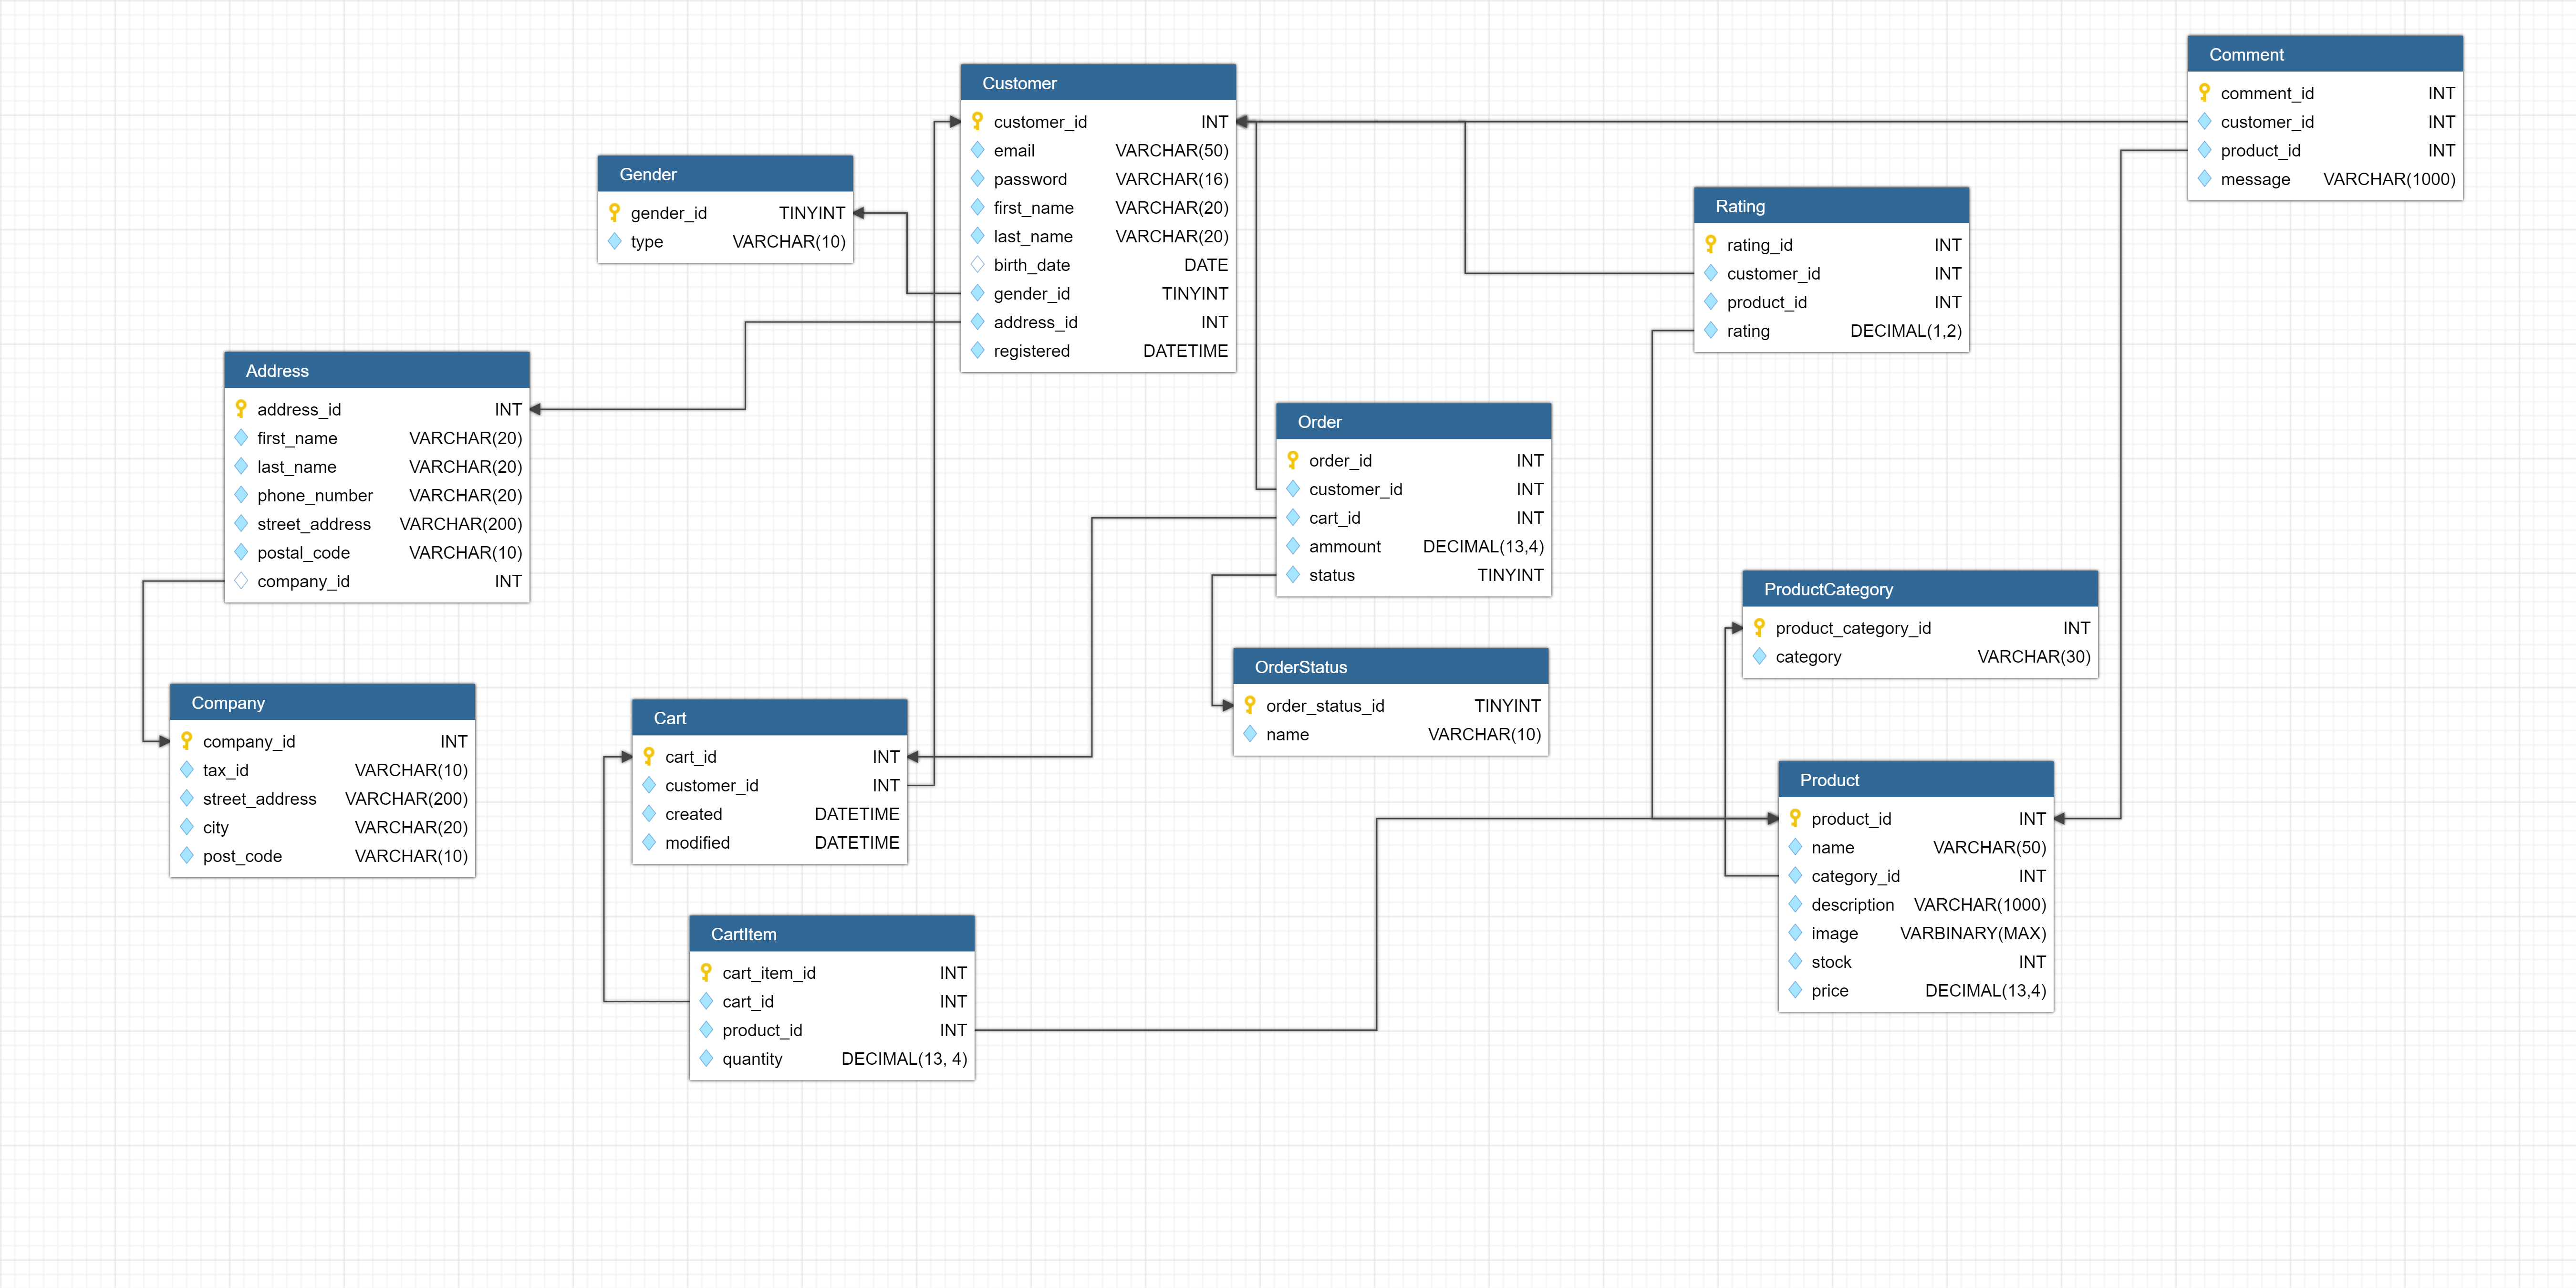 Customer
customer_id INT
email VARCHAR(50)
password VARCHAR(16)
first_name VARCHAR(20)
last_name VARCHAR(20)
birth_date DATE
gender_id TINYINT
address_id INT
registered DATETIME
Comment
comment_id INT
customer_id INT
product_id INT
message VARCHAR(1000)
Gender
gender_id TINYINT
type VARCHAR(10)
Rating
rating_id INT
customer_id INT
product_id INT
rating DECIMAL(1,2)
Address
address_id INT
first_name VARCHAR(20)
last_name VARCHAR(20)
phone_number VARCHAR(20)
street_address VARCHAR(200)
postal_code VARCHAR(10)
company_id INT
Order
order_id INT
customer_id INT
cart_id INT
ammount DECIMAL(13,4)
status TINYINT
ProductCategory
product_category_id INT
category VARCHAR(30)
OrderStatus
order_status_id TINYINT
name VARCHAR(10)
Company
company_id INT
tax_id VARCHAR(10)
street_address VARCHAR(200)
city VARCHAR(20)
post_code VARCHAR(10)
Cart
cart_id INT
customer_id INT
created DATETIME
modified DATETIME
Product
product_id INT
name VARCHAR(50)
category_id INT
description VARCHAR(1000)
image VARBINARY(MAX)
stock INT
price DECIMAL(13,4)
CartItem
cart_item_id INT
cart_id INT
product_id INT
quantity DECIMAL(13, 4)